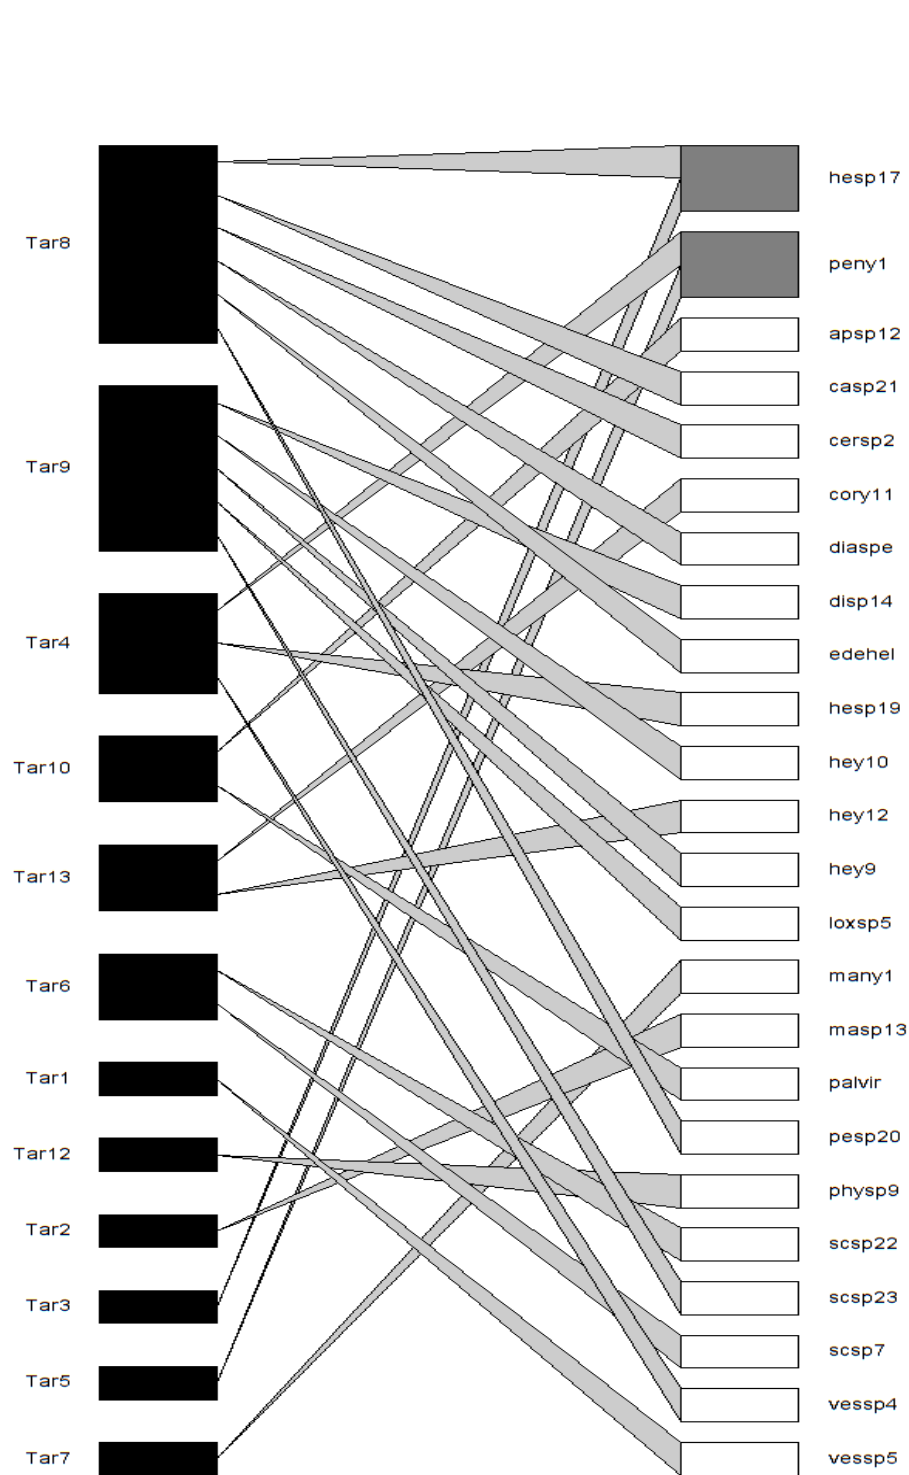 Tar8
Tar9
Tar4
Tar10
Tar13
Tar6
Tar1
Tar12
Tar2
Tar3
Tar5
Tar7
hesp17
peny1
apsp12
casp21
cersp2
cory11
diaspe
disp14
edehel
hesp19
hey10
hey12
hey9
loxsp5
many1
masp13
palvir
pesp20
physp9
scsp22
scsp23
scsp7
vessp4
vessp5